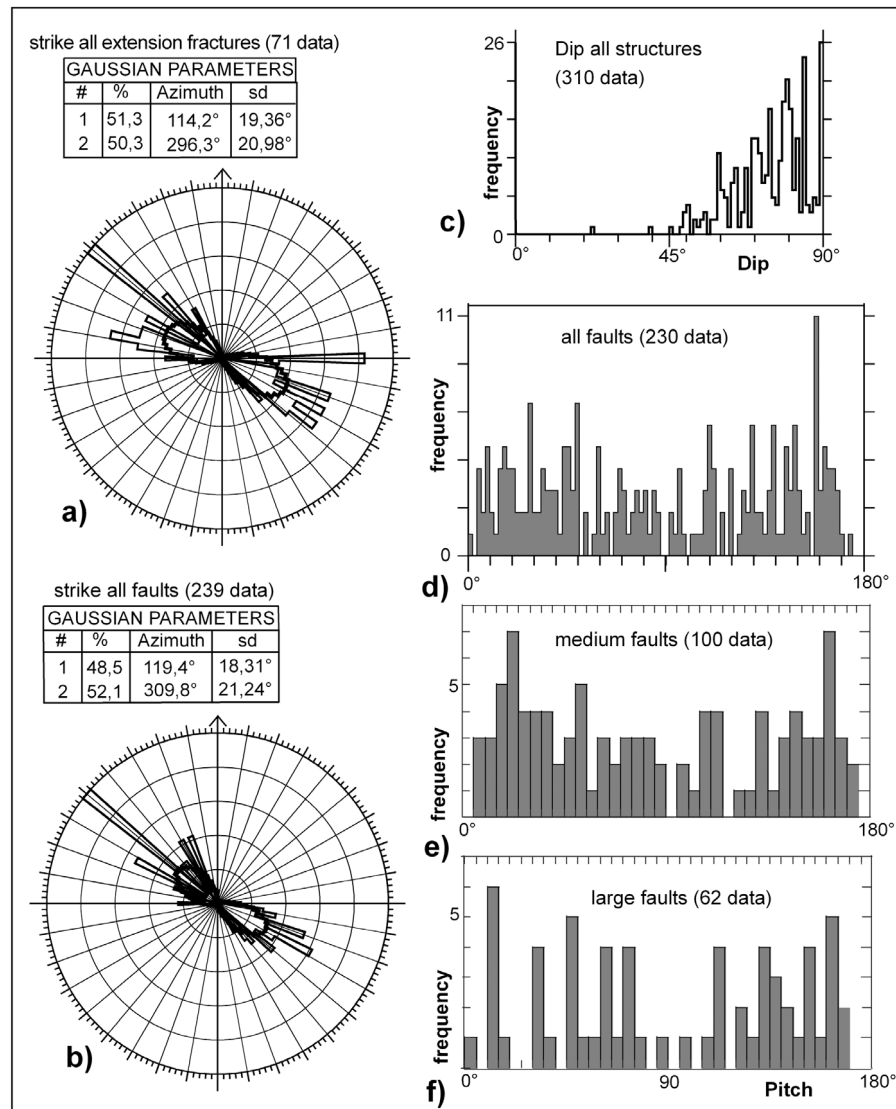 strike all extension fractures (71 data)
GAUSSIAN PARAMETERS
# % Azimuth sd
1 51,3 114,2° 19,36°
2 50,3 296,3° 20,98°
a)
strike all faults (239 data)
GAUSSIAN PARAMETERS
# % Azimuth sd
1 48,5 119,4° 18,31°
2 52,1 309,8° 21,24°
b)
26
Dip all structures
(310 data)
frequency
c)
0
0° 45° 90°
Dip
11
all faults (230 data)
frequency
0
d)
0° 180°
medium faults (100 data)
5
frequency
0° 180°
e)
large faults (62 data)
5
frequency
f)
0° 90 180°
Pitch